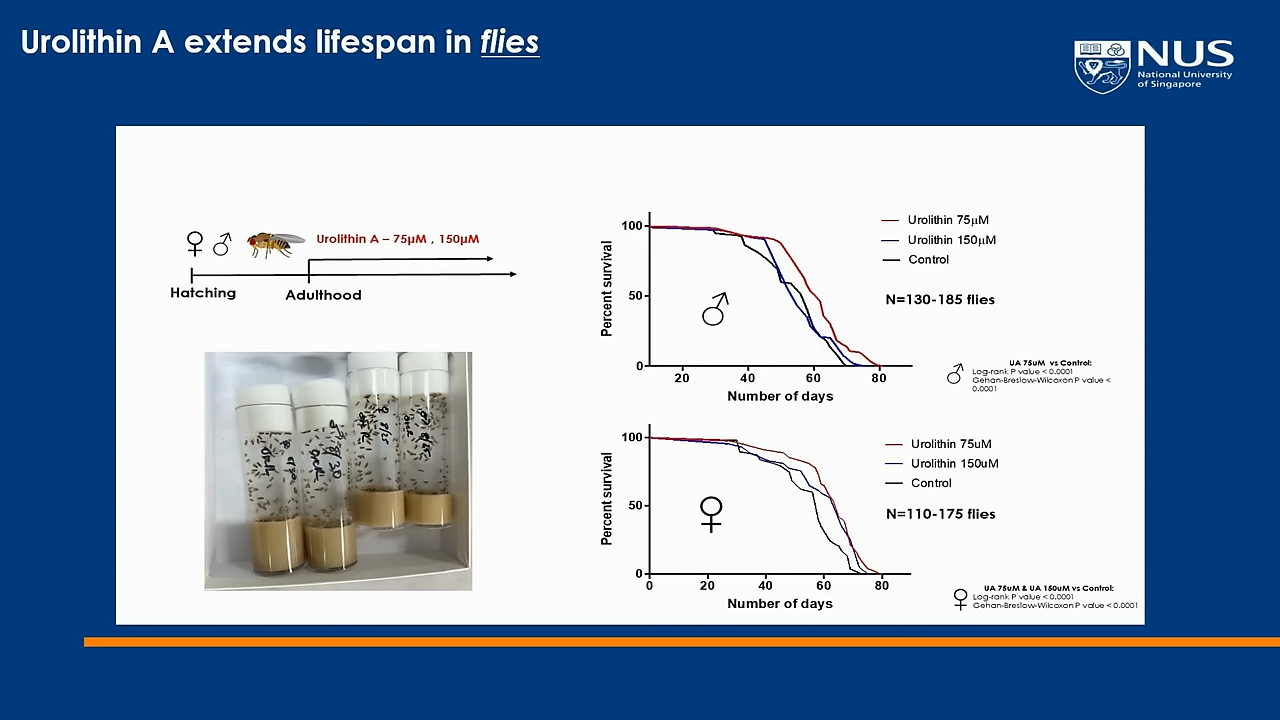 Urolithin A extends lifespan in flies
NUS
National University
of Singapore
Urolithin A – 75µM , 150µM
Hatching
Adulthood
Percent survival
100
50
0
20
40
60
80
Number of days
Urolithin 75µM
Urolithin 150µM
Control
N=130-185 flies
UA 75uM vs Control:
Log-rank P value < 0.0001
Gehan-Breslow-Wilcoxon P value <
0.0001
Percent survival
100
50
0
0
20
40
60
80
Number of days
Urolithin 75uM
Urolithin 150uM
Control
N=110-175 flies
UA 75uM & UA 150uM vs Control:
Log-rank P value < 0.0001
Gehan-Breslow-Wilcoxon P value < 0.0001